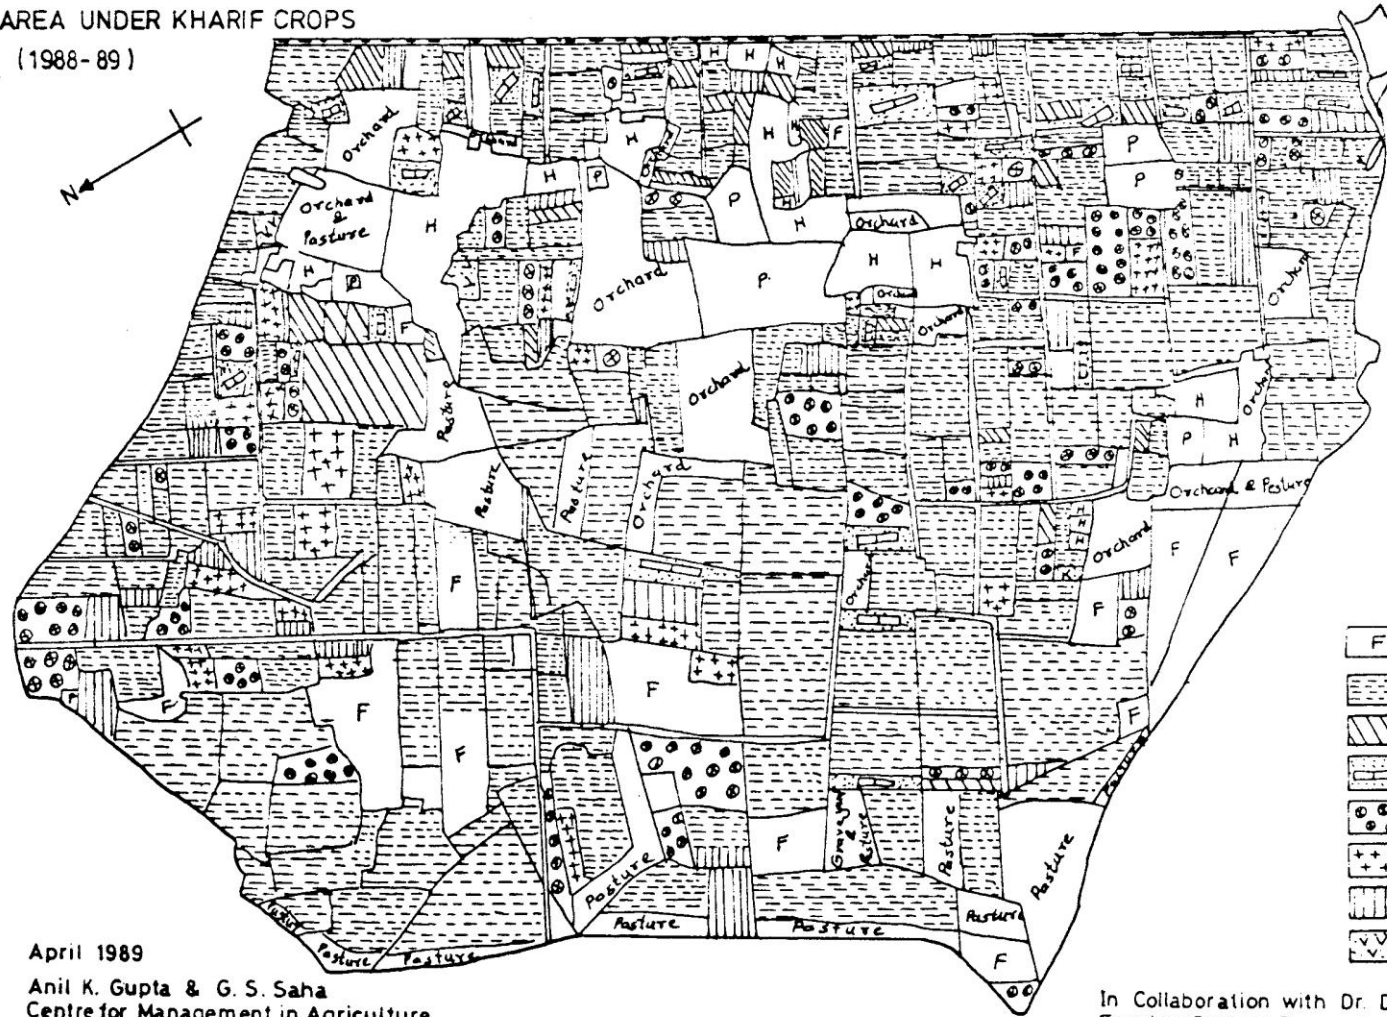 AREA UNDER KHARIF CROPS
(1988-89)
N
H
H
H
Orchard
H
H
H
F
P
H
P
P
P
Orchard
&
Pasture
H
H
Orchard
H
P
Orchard
P.
H
H
F
Orchard
Orchard
Orchard
F
Orchard
H
Orchard
Pasture
P
H
Pasture
Pasture
Orchard
Orchard & Pesture
Orchard
F
F
Orchard
F
F
F
P
F
F
F
F
F
Pasture
F
Gravayard
&
Pasture
Pasture
Pasture
Pasture
Pasture
Pasture
Pasture
Pasture
Pasture
Pasture
F
F
April 1989
Anil K. Gupta & G. S. Saha
Centre for Management in Agriculture
In Collaboration with Dr. D